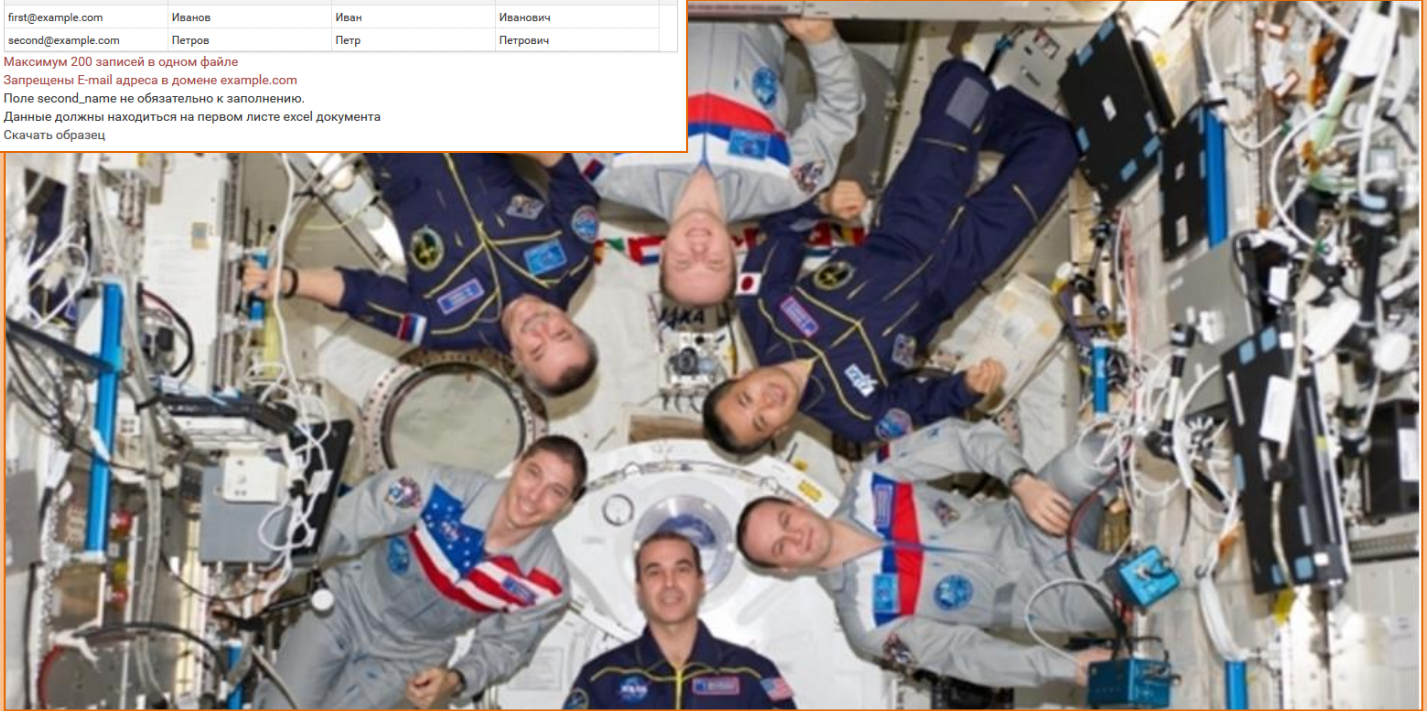 first@example.com Иванов Иван Иванович
second@example.com Петров Петр Петрович
Максимум 200 записей в одном файле
Запрещены E-mail адреса в домене example.com
Поле second_name не обязательно к заполнению.
Данные должны находиться на первом листе excel документа
Скачать образец
JAXA
NASA